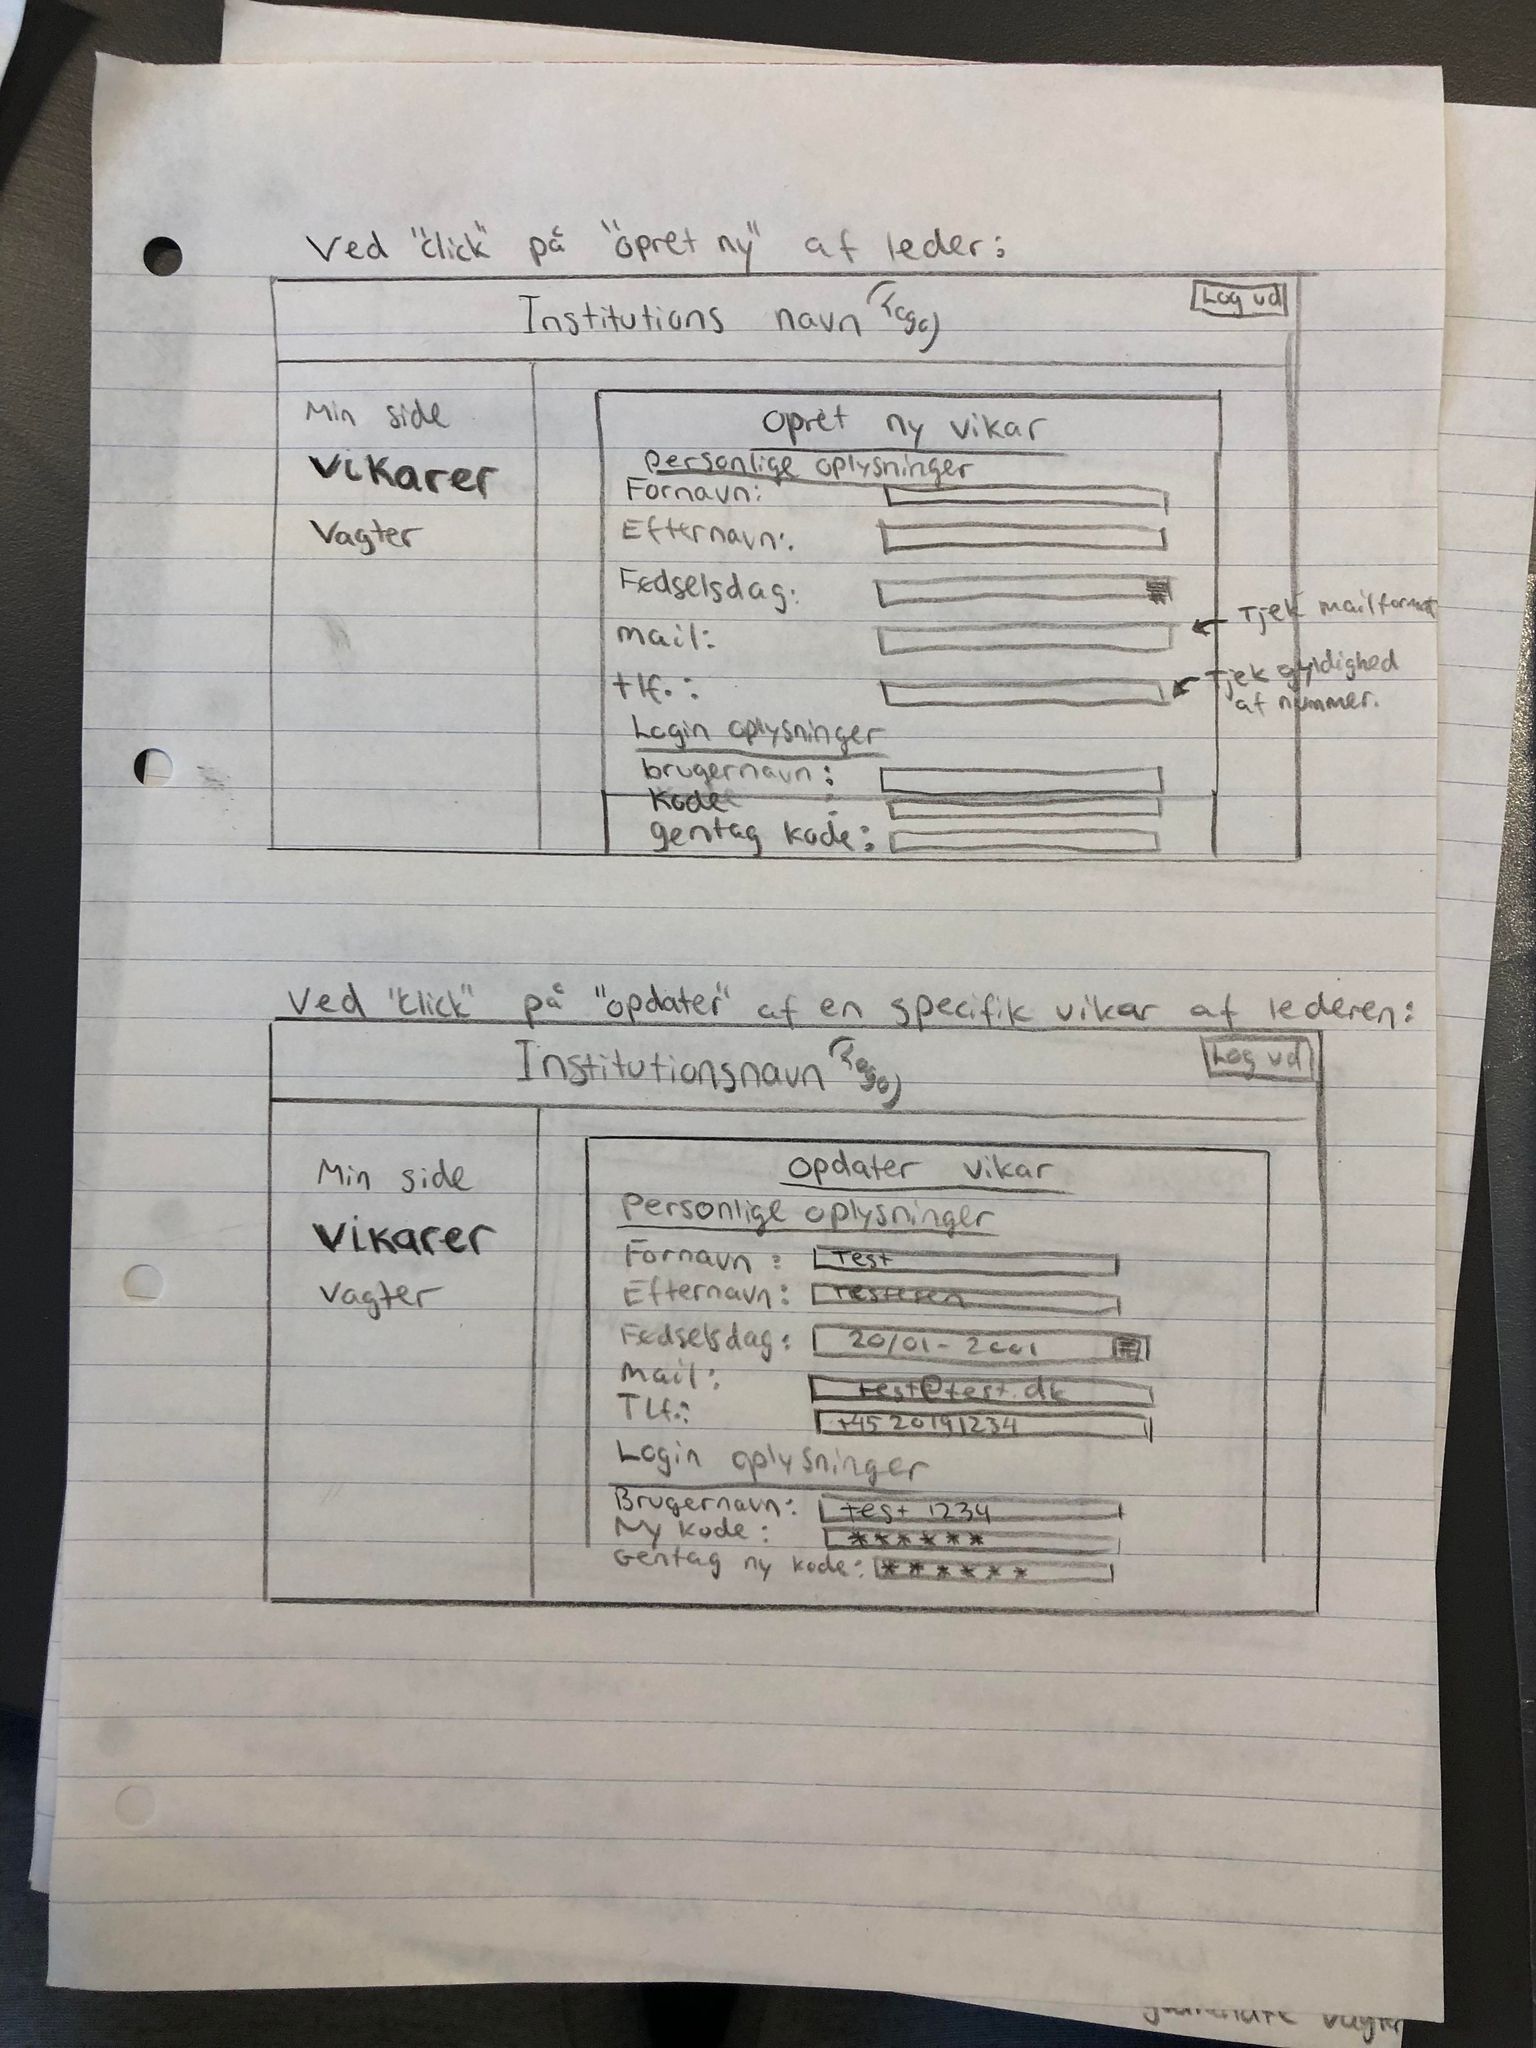 Ved "click" på "opret ny" af leder:
Institutions navn (Logo)
Log ud
Min side
Vikarer
Vagter
Opret ny vikar
Personlige oplysninger
Fornavn:
Efternavn:
Fødselsdag:
mail:
Tjek mailformat
tlf.:
Tjek gyldighed
af nummer.
Login oplysninger
brugernavn:
Kode :
gentag kode:
Ved "click" på "opdater" af en specifik vikar af lederen:
Institutionsnavn (Logo)
Log ud
Min side
Vikarer
Vagter
Opdater vikar
Personlige oplysninger
Fornavn : Test
Efternavn: Testeren
Fødselsdag: 20/01-2001
Mail: test@test.dk
Tlf.: +45 20191234
Login oplysninger
Brugernavn: test 1234
Ny kode: ******
Gentag ny kode: ******
vagter